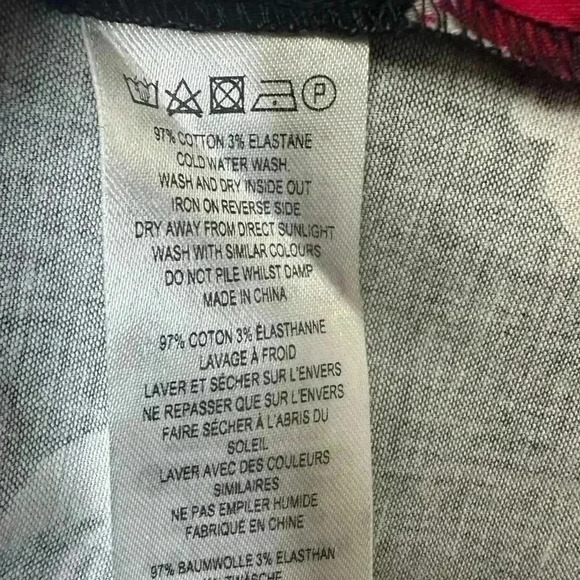 P
97% COTTON 3% ELASTANE
COLD WATER WASH.
WASH AND DRY INSIDE OUT
IRON ON REVERSE SIDE
DRY AWAY FROM DIRECT SUNLIGHT
WASH WITH SIMILAR COLOURS
DO NOT PILE WHILST DAMP
MADE IN CHINA
97% COTON 3% ÉLASTHANNE
LAVAGE À FROID
LAVER ET SÉCHER SUR L'ENVERS
NE REPASSER QUE SUR L'ENVERS
FAIRE SÉCHER À L'ABRIS DU
SOLEIL
LAVER AVEC DES COULEURS
SIMILAIRES
NE PAS EMPILER HUMIDE
FABRIQUÉ EN CHINE
97% BAUMWOLLE 3% ELASTHAN